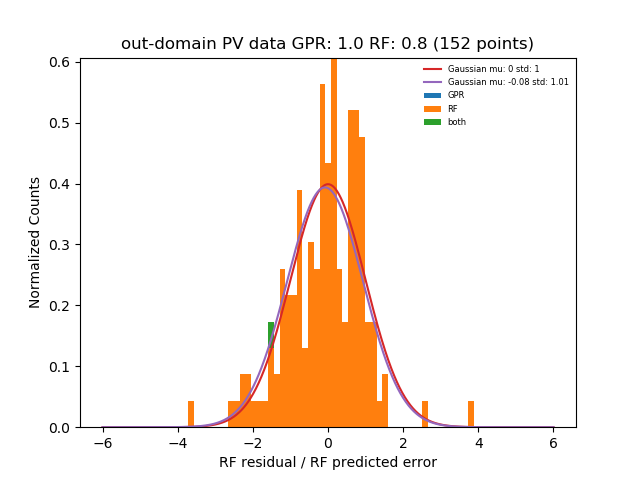 out-domain PV data GPR: 1.0 RF: 0.8 (152 points)
Gaussian mu: 0 std: 1
Gaussian mu: -0.08 std: 1.01
GPR
RF
both
Normalized Counts
0.6
0.5
0.4
0.3
0.2
0.1
0.0
−6 −4 −2 0 2 4 6
RF residual / RF predicted error